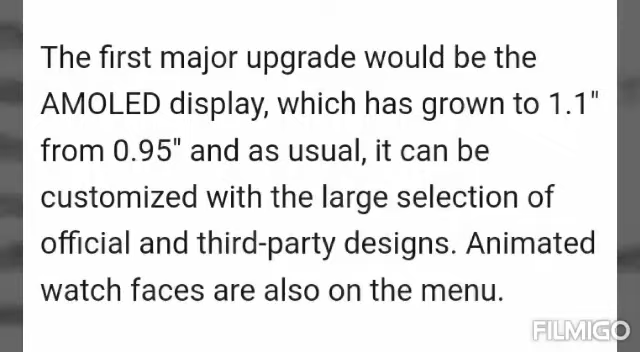 The first major upgrade would be the
AMOLED display, which has grown to 1.1"
from 0.95" and as usual, it can be
customized with the large selection of
official and third-party designs. Animated
watch faces are also on the menu.
FILMIGO